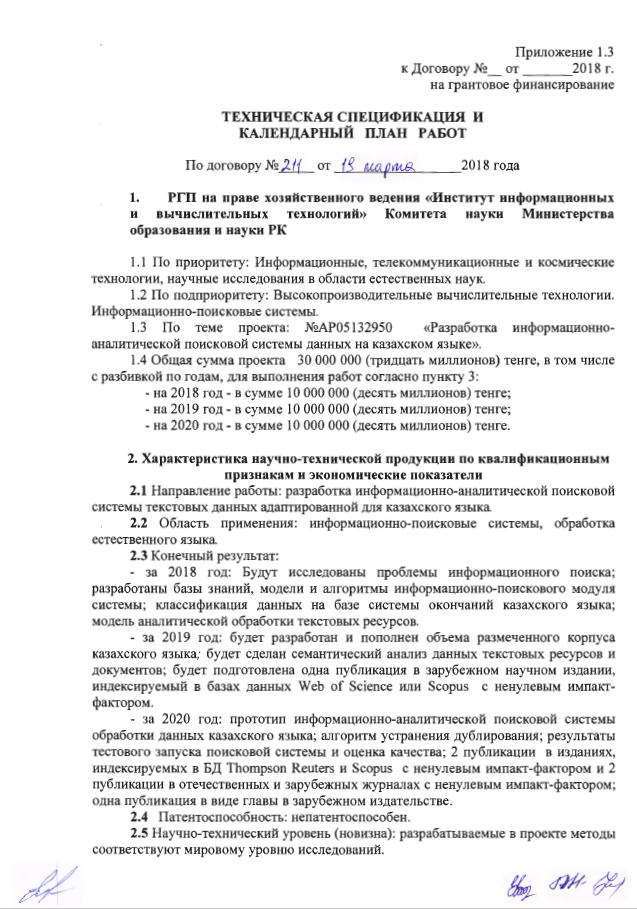 Приложение 1.3
к Договору №__ от _______2018 г.
на грантовое финансирование
ТЕХНИЧЕСКАЯ СПЕЦИФИКАЦИЯ И
КАЛЕНДАРНЫЙ ПЛАН РАБОТ
По договору №211 от 19 марта 2018 года
1. РГП на праве хозяйственного ведения «Институт информационных
и вычислительных технологий» Комитета науки Министерства
образования и науки РК
1.1 По приоритету: Информационные, телекоммуникационные и космические
технологии, научные исследования в области естественных наук.
1.2 По подприоритету: Высокопроизводительные вычислительные технологии.
Информационно-поисковые системы.
1.3 По теме проекта: №АР05132950 «Разработка информационно-
аналитической поисковой системы данных на казахском языке».
1.4 Общая сумма проекта 30 000 000 (тридцать миллионов) тенге, в том числе
с разбивкой по годам, для выполнения работ согласно пункту 3:
- на 2018 год - в сумме 10 000 000 (десять миллионов) тенге;
- на 2019 год - в сумме 10 000 000 (десять миллионов) тенге;
- на 2020 год - в сумме 10 000 000 (десять миллионов) тенге.
2. Характеристика научно-технической продукции по квалификационным
признакам и экономические показатели
2.1 Направление работы: разработка информационно-аналитической поисковой
системы текстовых данных адаптированной для казахского языка.
2.2 Область применения: информационно-поисковые системы, обработка
естественного языка.
2.3 Конечный результат:
- за 2018 год: Будут исследованы проблемы информационного поиска;
разработаны базы знаний, модели и алгоритмы информационно-поискового модуля
системы; классификация данных на базе системы окончаний казахского языка;
модель аналитической обработки текстовых ресурсов.
- за 2019 год: будет разработан и пополнен объема размеченного корпуса
казахского языка; будет сделан семантический анализ данных текстовых ресурсов и
документов; будет подготовлена одна публикация в зарубежном научном издании,
индексируемый в базах данных Web of Science или Scopus с ненулевым импакт-
фактором.
- за 2020 год: прототип информационно-аналитической поисковой системы
обработки данных казахского языка; алгоритм устранения дублирования; результаты
тестового запуска поисковой системы и оценка качества; 2 публикации в изданиях,
индексируемых в БД Thompson Reuters и Scopus с ненулевым импакт-фактором и 2
публикации в отечественных и зарубежных журналах с ненулевым импакт-фактором;
одна публикация в виде главы в зарубежном издательстве.
2.4 Патентоспособность: непатентоспособен.
2.5 Научно-технический уровень (новизна): разрабатываемые в проекте методы
соответствуют мировому уровню исследований.